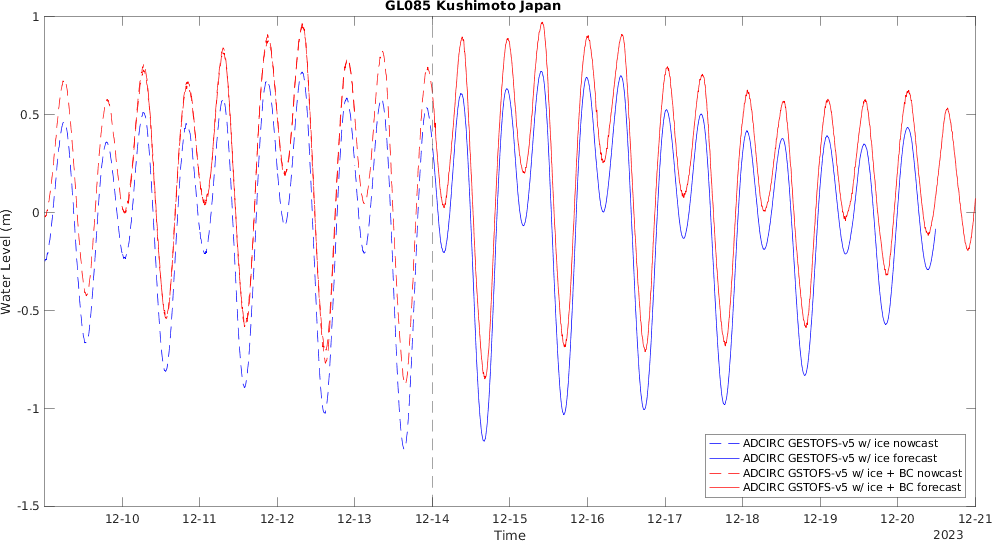 GL085 Kushimoto Japan
1
0.5
0
-0.5
-1
-1.5
Water Level (m)
12-10 12-11 12-12 12-13 12-14 12-15 12-16 12-17 12-18 12-19 12-20 12-21
Time
2023
ADCIRC GESTOFS-v5 w/ ice nowcast
ADCIRC GESTOFS-v5 w/ ice forecast
ADCIRC GSTOFS-v5 w/ ice + BC nowcast
ADCIRC GSTOFS-v5 w/ ice + BC forecast